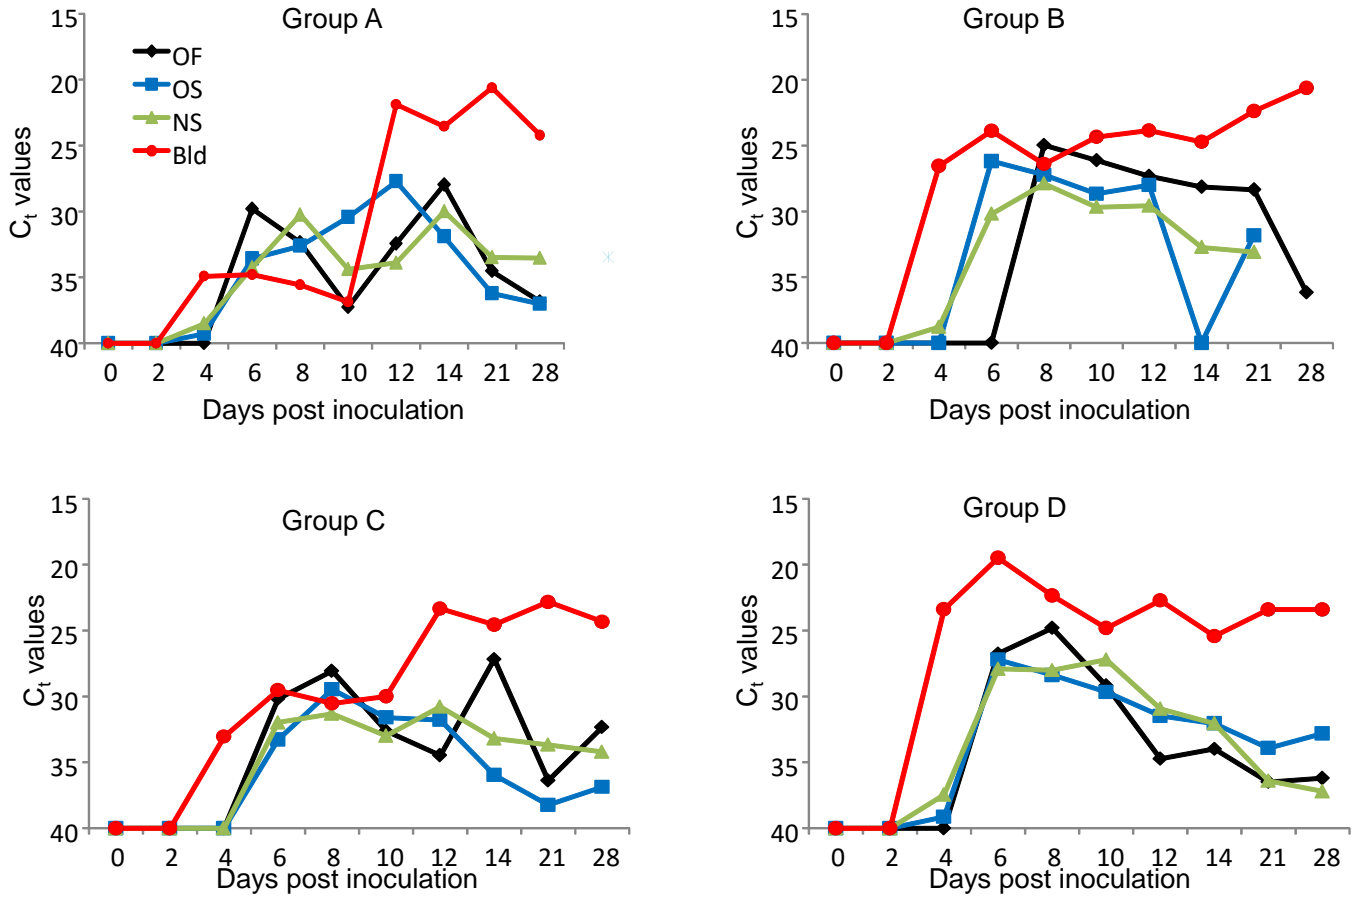 Group A
15
20
25
30
35
40
Ct values
OF
OS
NS
Bld
0 2 4 6 8 10 12 14 21 28
Days post inoculation
Group B
15
20
25
30
35
40
Ct values
0 2 4 6 8 10 12 14 21 28
Days post inoculation
Group C
15
20
25
30
35
40
Ct values
0 2 4 6 8 10 12 14 21 28
Days post inoculation
Group D
15
20
25
30
35
40
Ct values
0 2 4 6 8 10 12 14 21 28
Days post inoculation